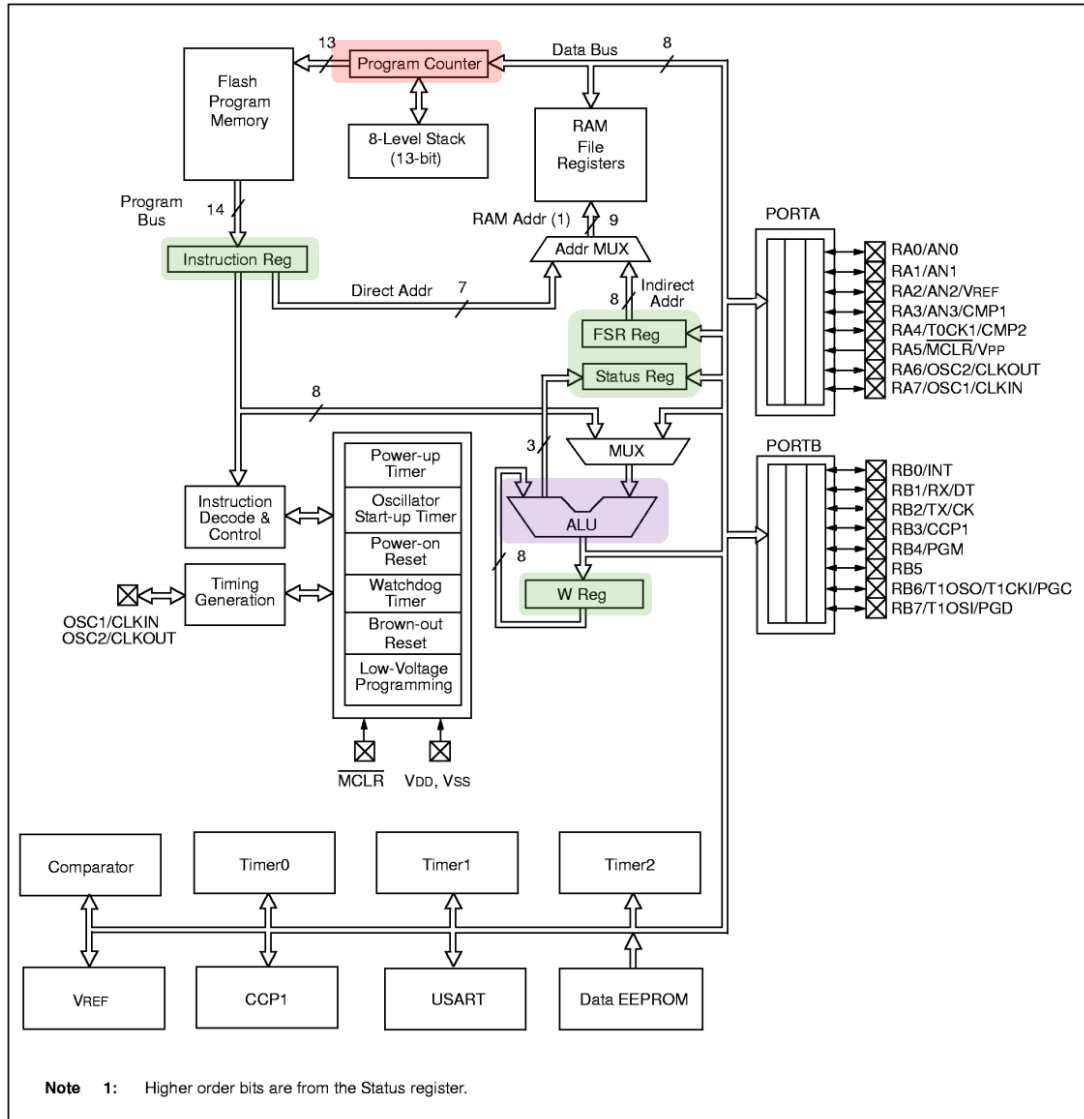 13
Program Counter
Data Bus
8
Flash
Program
Memory
8-Level Stack
(13-bit)
RAM
File
Registers
Program
Bus
14
RAM Addr (1)
9
Addr MUX
Instruction Reg
Direct Addr
7
8
Indirect
Addr
FSR Reg
Status Reg
8
3
MUX
Power-up
Timer
Oscillator
Start-up Timer
Power-on
Reset
Watchdog
Timer
Brown-out
Reset
Low-Voltage
Programming
Instruction
Decode &
Control
ALU
8
W Reg
Timing
Generation
OSC1/CLKIN
OSC2/CLKOUT
MCLR
VDD, VSS
PORTA
RA0/AN0
RA1/AN1
RA2/AN2/VREF
RA3/AN3/CMP1
RA4/T0CK1/CMP2
RA5/MCLR/VPP
RA6/OSC2/CLKOUT
RA7/OSC1/CLKIN
PORTB
RB0/INT
RB1/RX/DT
RB2/TX/CK
RB3/CCP1
RB4/PGM
RB5
RB6/T1OSO/T1CKI/PGC
RB7/T1OSI/PGD
Comparator
Timer0
Timer1
Timer2
VREF
CCP1
USART
Data EEPROM
Note 1: Higher order bits are from the Status register.